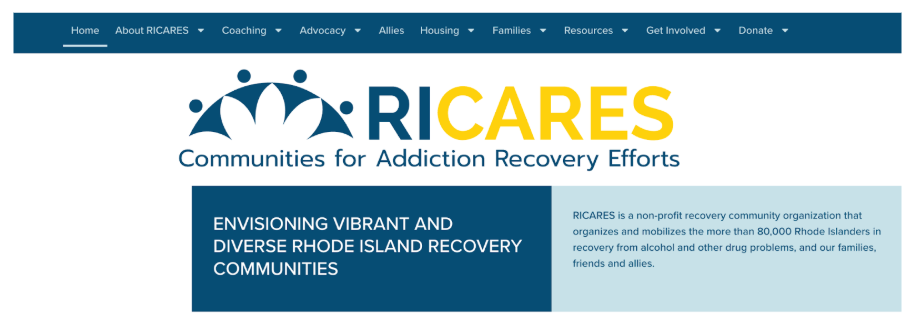 Home About RICARES Coaching Advocacy Allies Housing Families Resources Get Involved Donate
RICARES
Communities for Addiction Recovery Efforts
ENVISIONING VIBRANT AND
DIVERSE RHODE ISLAND RECOVERY
COMMUNITIES
RICARES is a non-profit recovery community organization that
organizes and mobilizes the more than 80,000 Rhode Islanders in
recovery from alcohol and other drug problems, and our families,
friends and allies.